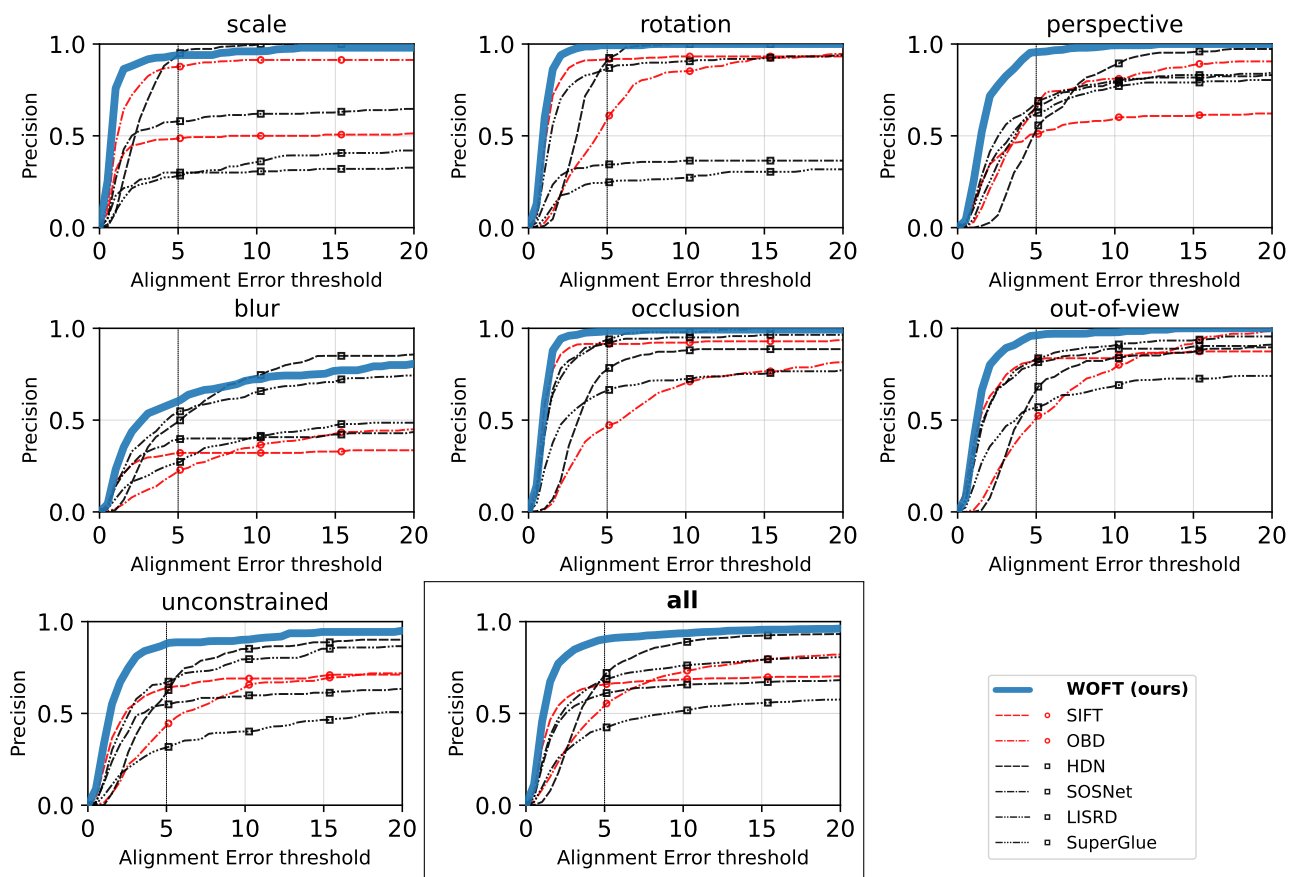 scale
rotation
perspective
1.0
1.0
1.0
Precision
Precision
Precision
0.5
0.5
0.5
0.0
0.0
0.0
0 5 10 15 20
0 5 10 15 20
0 5 10 15 20
Alignment Error threshold
Alignment Error threshold
Alignment Error threshold
blur
occlusion
out-of-view
1.0
1.0
1.0
Precision
Precision
Precision
0.5
0.5
0.5
0.0
0.0
0.0
0 5 10 15 20
0 5 10 15 20
0 5 10 15 20
Alignment Error threshold
Alignment Error threshold
Alignment Error threshold
unconstrained
all
1.0
1.0
Precision
Precision
0.5
0.5
0.0
0.0
0 5 10 15 20
0 5 10 15 20
Alignment Error threshold
Alignment Error threshold
WOFT (ours)
SIFT
OBD
HDN
SOSNet
LISRD
SuperGlue